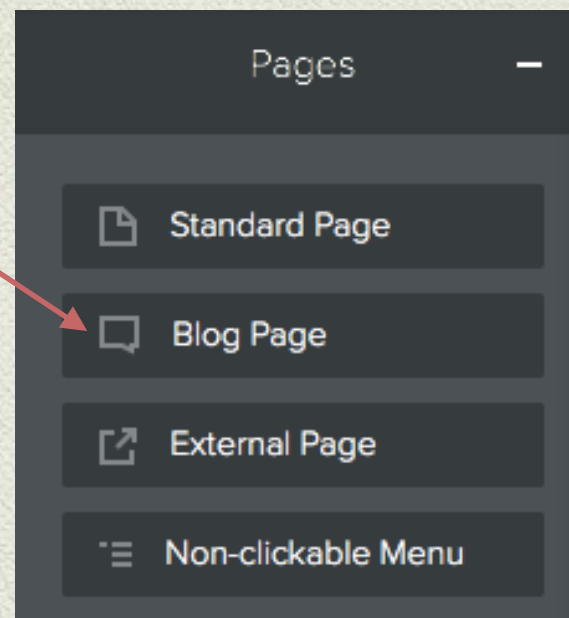 Pages
Standard Page
Blog Page
External Page
Non-clickable Menu